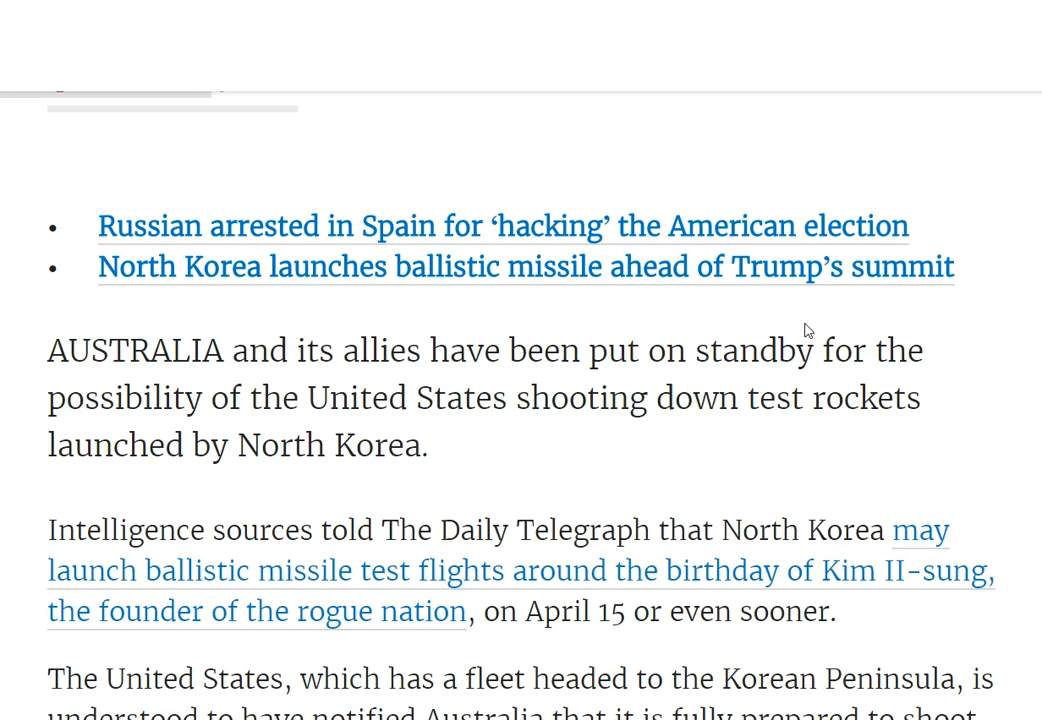 • Russian arrested in Spain for ‘hacking’ the American election
• North Korea launches ballistic missile ahead of Trump’s summit
AUSTRALIA and its allies have been put on standby for the
possibility of the United States shooting down test rockets
launched by North Korea.
Intelligence sources told The Daily Telegraph that North Korea may
launch ballistic missile test flights around the birthday of Kim II-sung,
the founder of the rogue nation, on April 15 or even sooner.
The United States, which has a fleet headed to the Korean Peninsula, is
understood to have notified Australia that it is fully prepared to shoot